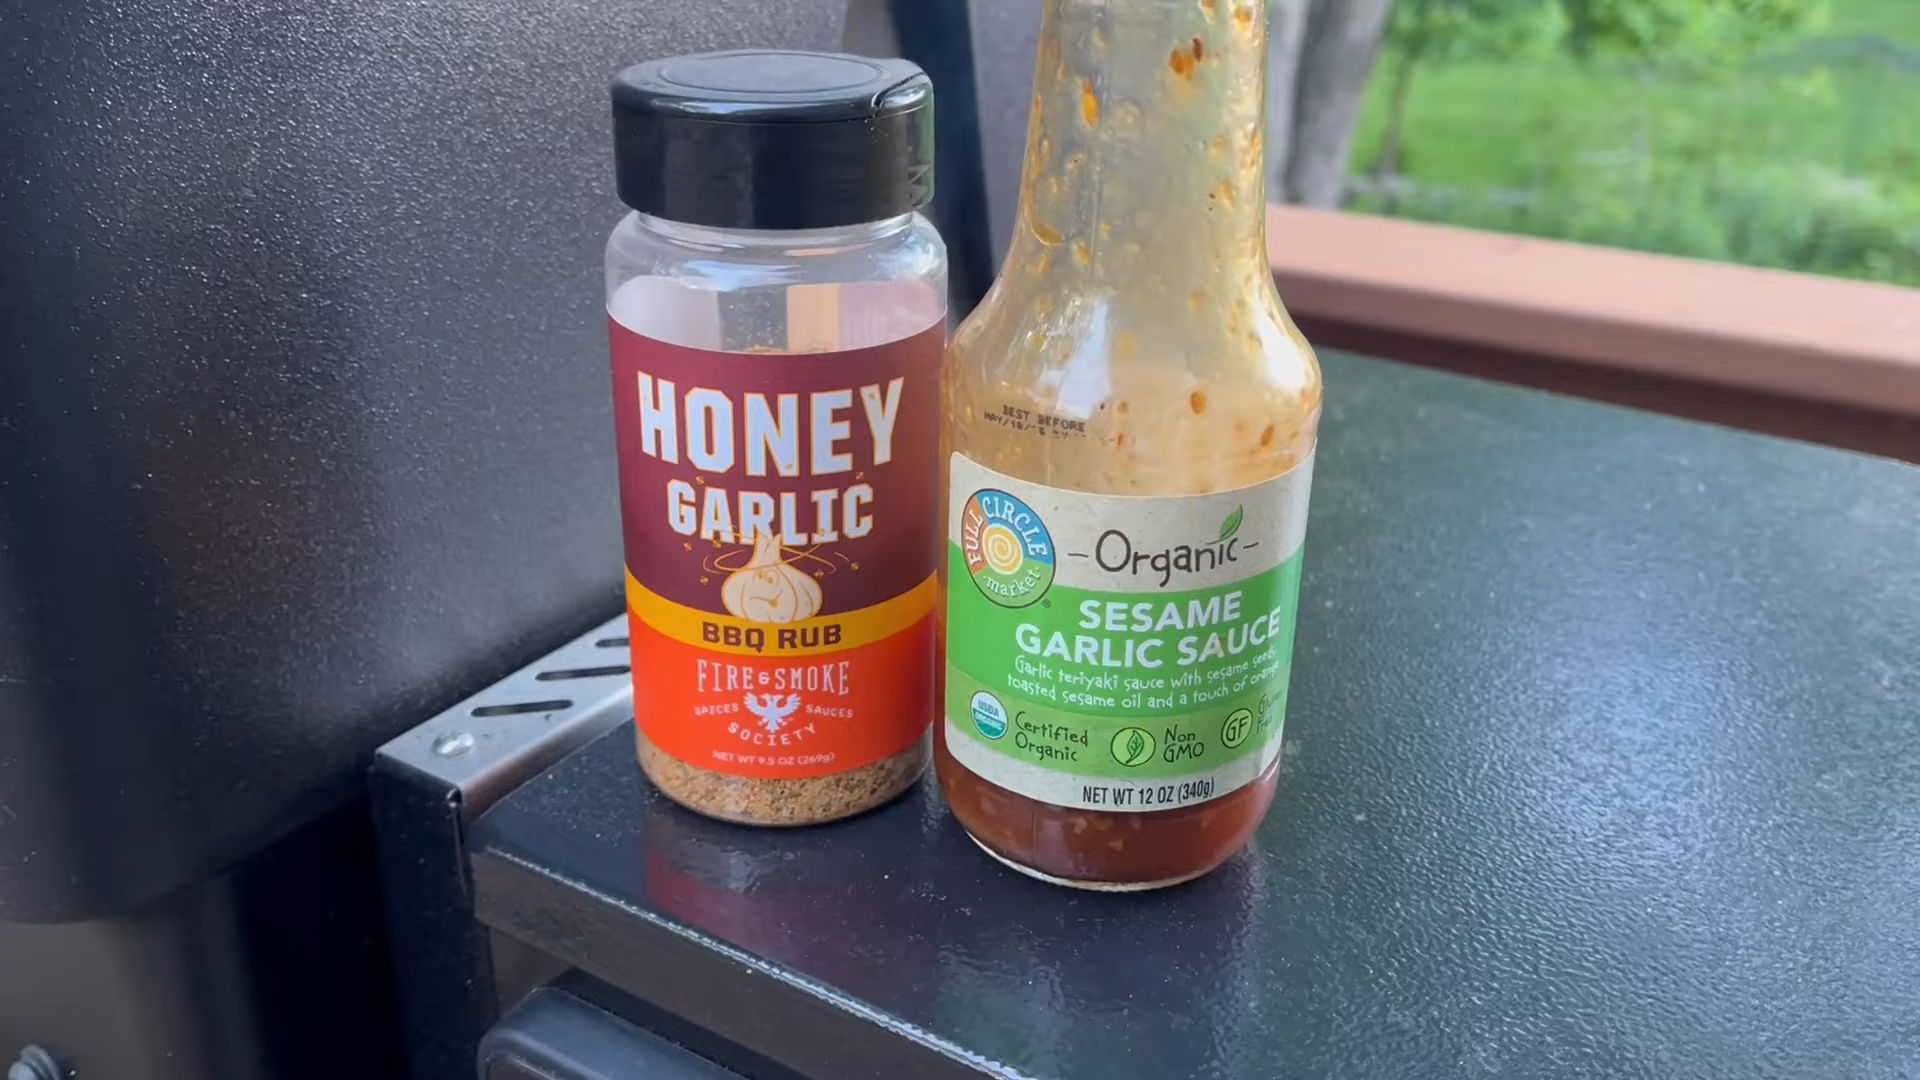 HONEY
GARLIC
BBQ RUB
FIRE & SMOKE
SPICES SAUCES
SOCIETY
NET WT 9.5 OZ (269g)
BEST BEFORE
FULL CIRCLE
market
Organic
SESAME
GARLIC SAUCE
Garlic teriyaki sauce with sesame seeds,
toasted sesame oil and a touch of orange
USDA
ORGANIC
Certified
Organic
Non
GMO
GF
NET WT 12 OZ (340g)